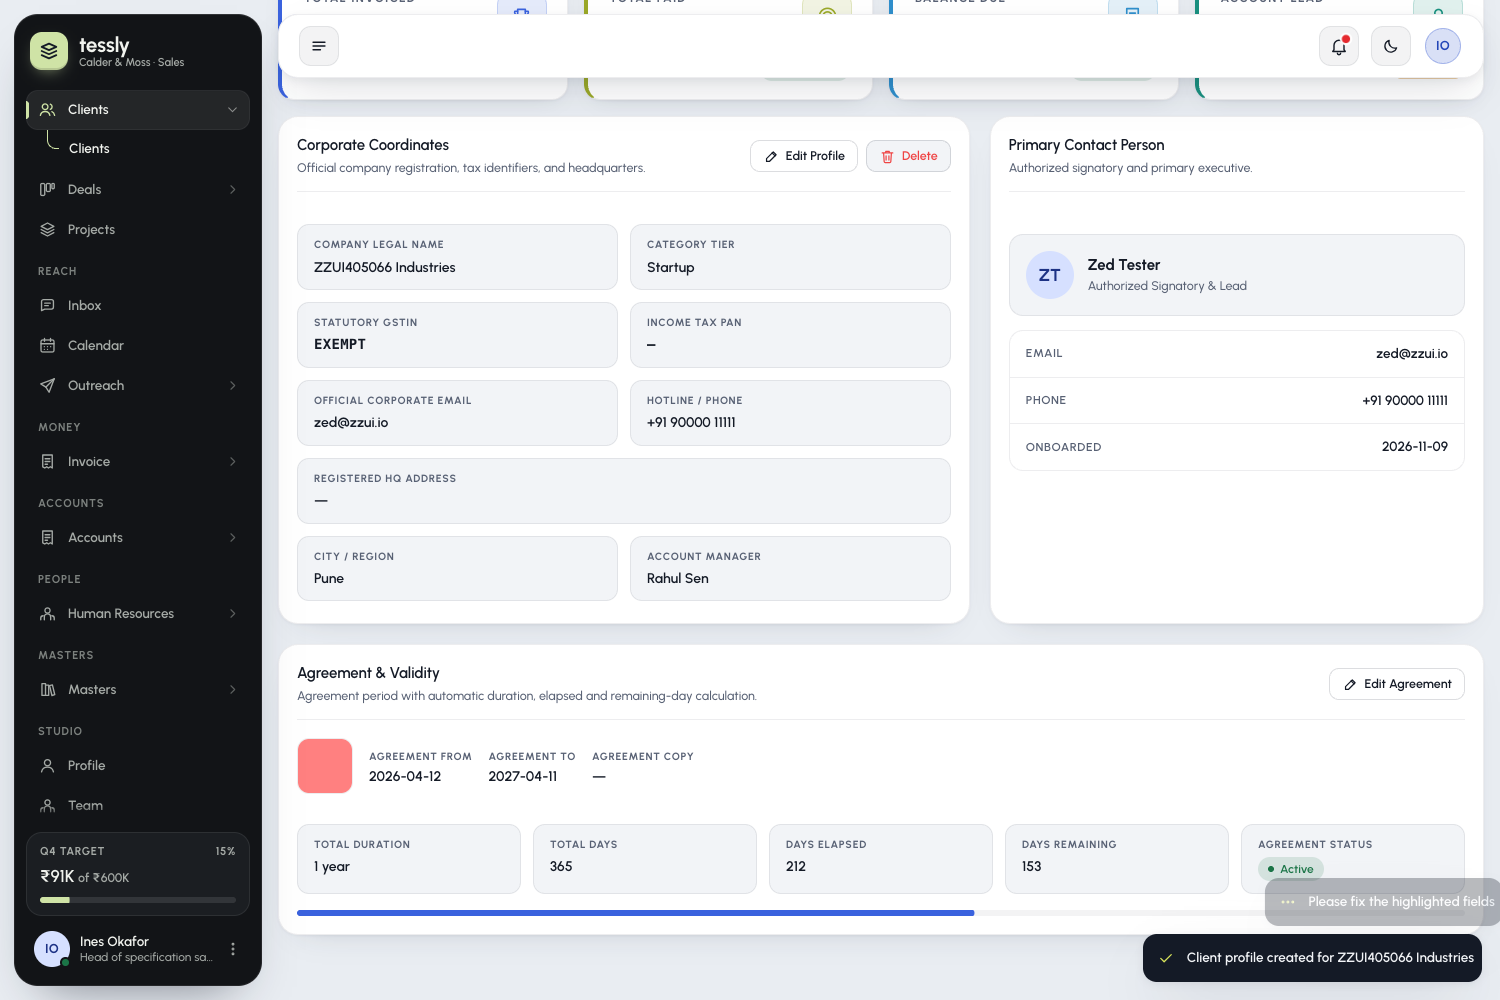 tessly
Calder & Moss · Sales
Clients
Clients
Deals
Projects
REACH
Inbox
Calendar
Outreach
MONEY
Invoice
ACCOUNTS
Accounts
PEOPLE
Human Resources
MASTERS
Masters
STUDIO
Profile
Team
Q4 TARGET 15%
₹91K of ₹600K
IO
Ines Okafor
Head of specification sa...
IO
Corporate Coordinates
Official company registration, tax identifiers, and headquarters.
Edit Profile
Delete
COMPANY LEGAL NAME
ZZUI405066 Industries
CATEGORY TIER
Startup
STATUTORY GSTIN
EXEMPT
INCOME TAX PAN
—
OFFICIAL CORPORATE EMAIL
zed@zzui.io
HOTLINE / PHONE
+91 90000 11111
REGISTERED HQ ADDRESS
—
CITY / REGION
Pune
ACCOUNT MANAGER
Rahul Sen
Primary Contact Person
Authorized signatory and primary executive.
ZT
Zed Tester
Authorized Signatory & Lead
EMAIL zed@zzui.io
PHONE +91 90000 11111
ONBOARDED 2026-11-09
Agreement & Validity
Agreement period with automatic duration, elapsed and remaining-day calculation.
Edit Agreement
AGREEMENT FROM
2026-04-12
AGREEMENT TO
2027-04-11
AGREEMENT COPY
—
TOTAL DURATION
1 year
TOTAL DAYS
365
DAYS ELAPSED
212
DAYS REMAINING
153
AGREEMENT STATUS
Active
Please fix the highlighted fields
Client profile created for ZZUI405066 Industries